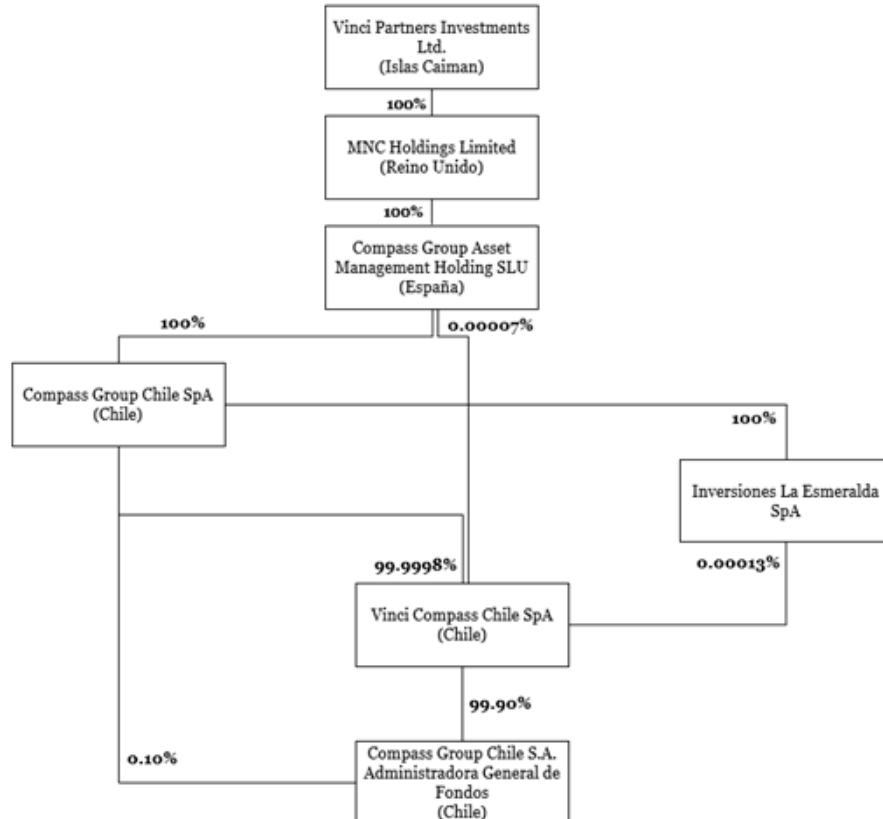 Vinci Partners Investments
Ltd.
(Islas Caiman)
100%
MNC Holdings Limited
(Reino Unido)
100%
Compass Group Asset
Management Holding SLU
(España)
100%
0.00007%
Compass Group Chile SpA
(Chile)
100%
Inversiones La Esmeralda
SpA
99.9998%
0.00013%
Vinci Compass Chile SpA
(Chile)
99.90%
0.10%
Compass Group Chile S.A.
Administradora General de
Fondos
(Chile)